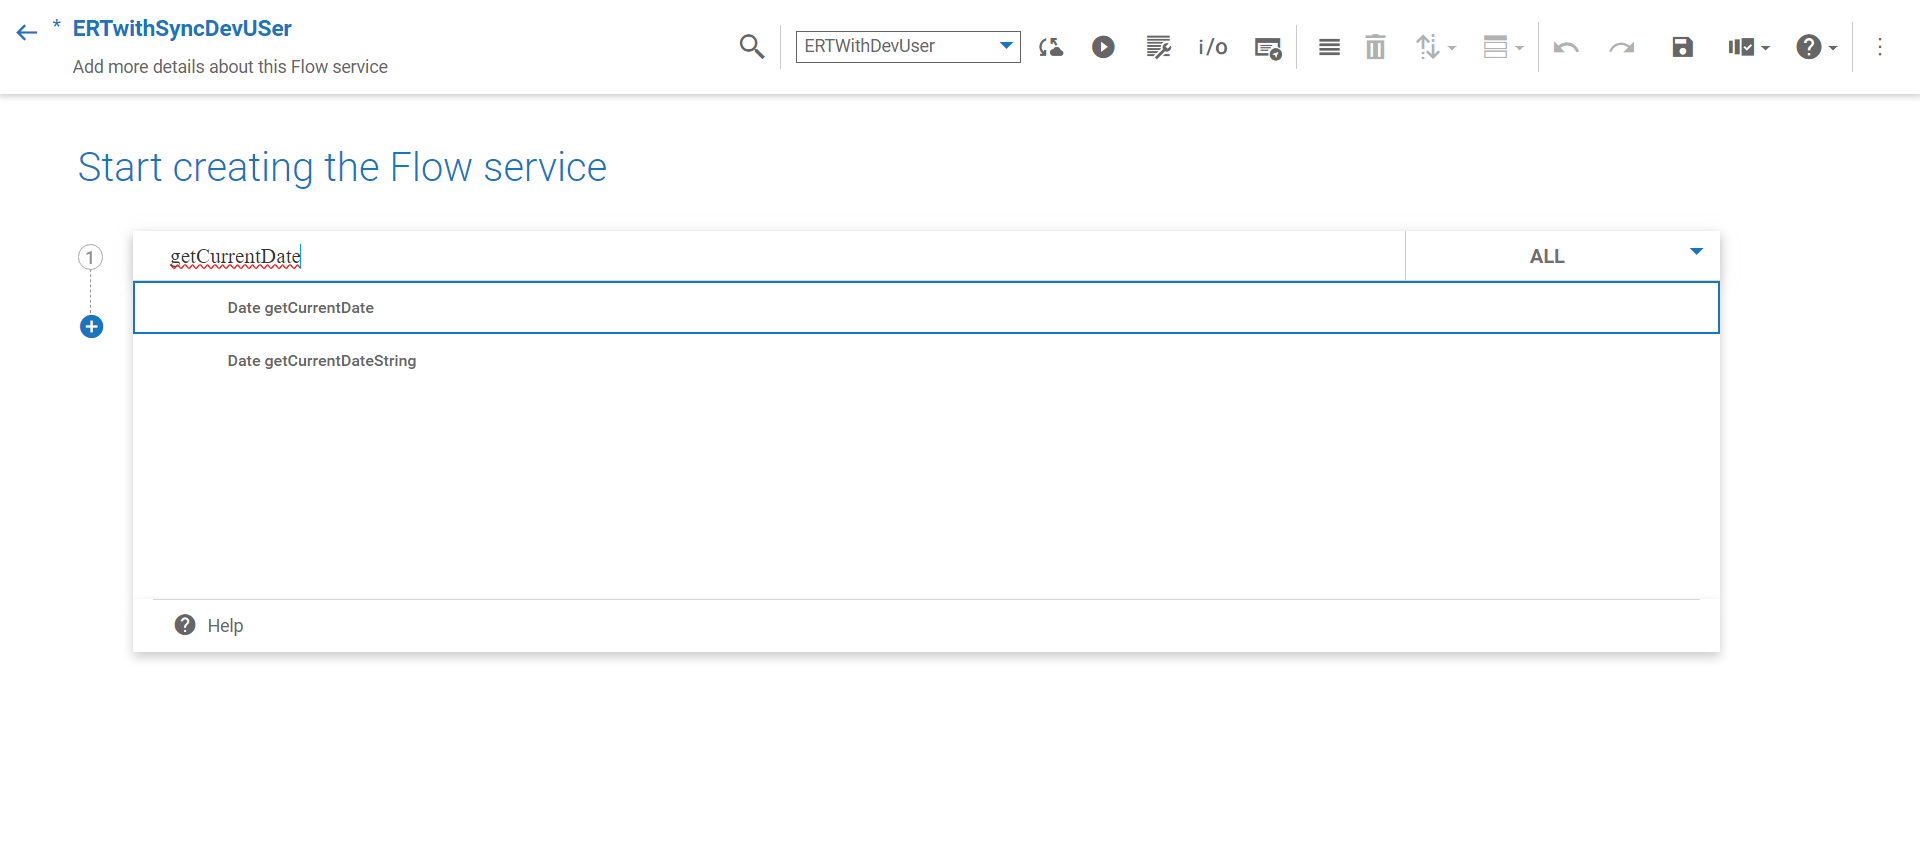 * ERTwithSyncDevUSer
Add more details about this Flow service
ERTWithDevUser
i/o
Start creating the Flow service
1
getCurrentDate
ALL
Date getCurrentDate
Date getCurrentDateString
Help